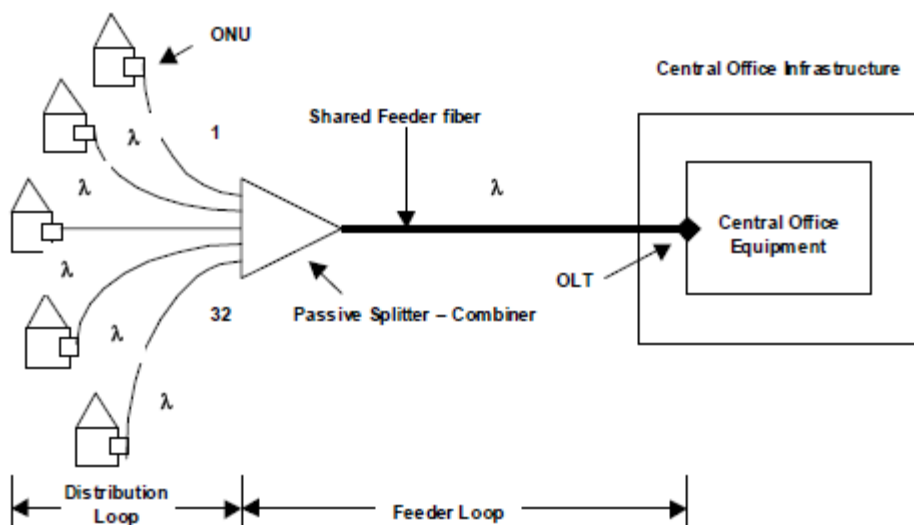 ONU
Central Office Infrastructure
Shared Feeder fiber
λ
1
λ
λ
Central Office
Equipment
λ
OLT
32
Passive Splitter – Combiner
λ
λ
Distribution
Loop
Feeder Loop